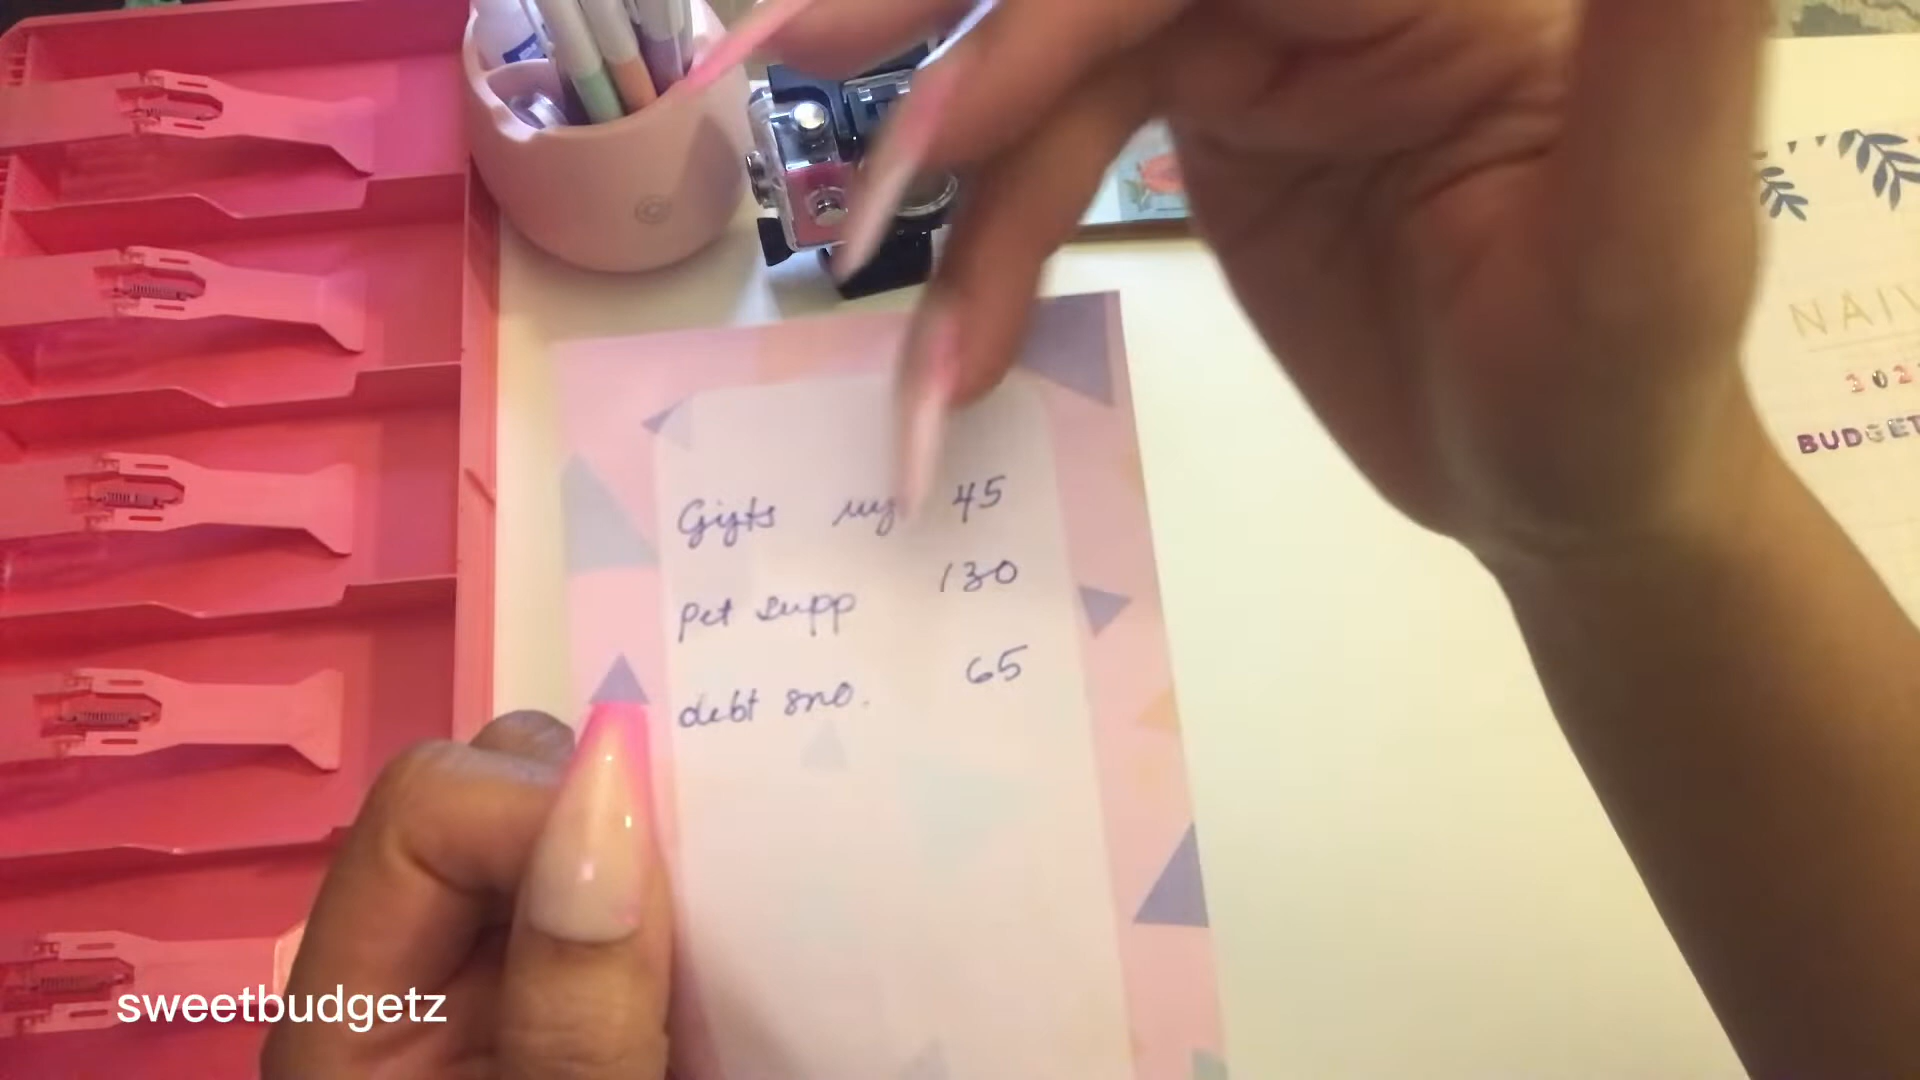 Gifts 45
pet supp 130
debt sno. 65
BUDGET
sweetbudgetz